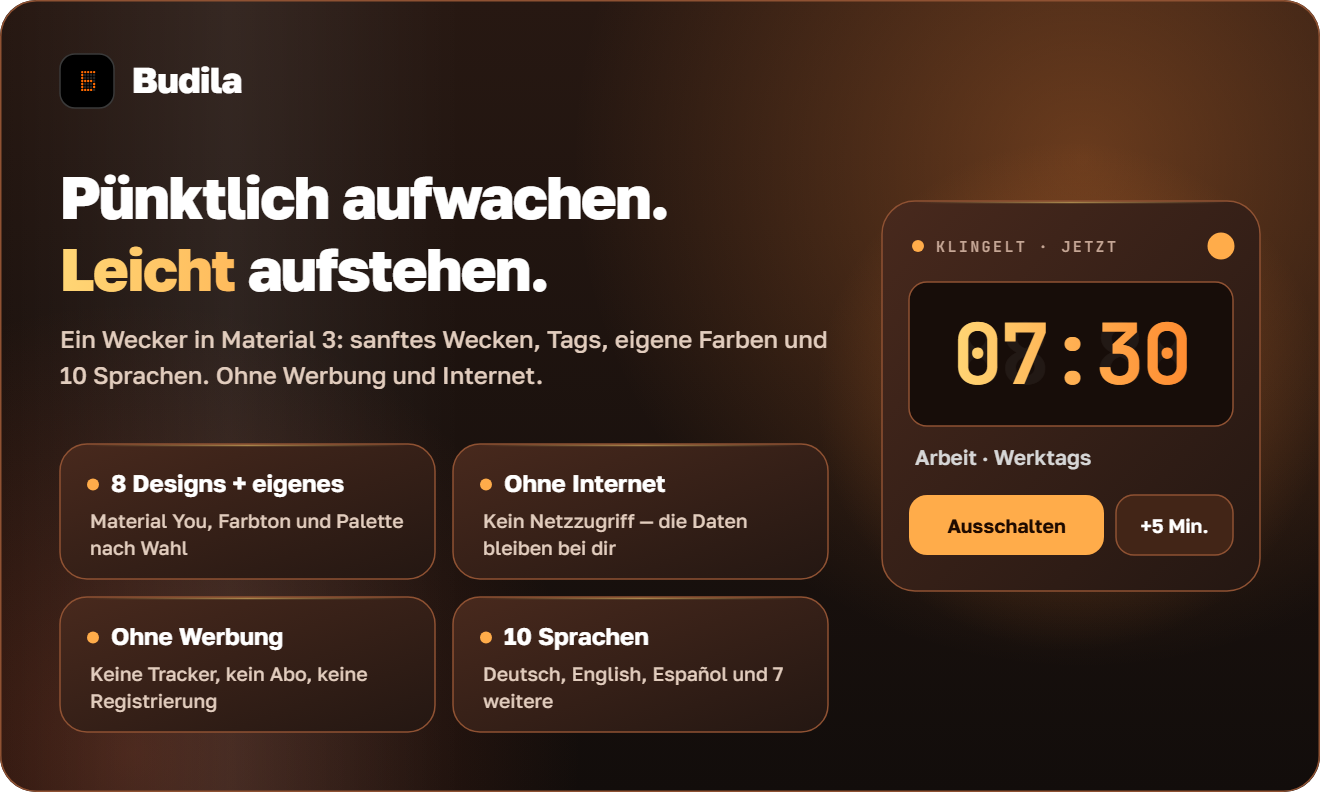 Budila
Pünktlich aufwachen.
Leicht aufstehen.
Ein Wecker in Material 3: sanftes Wecken, Tags, eigene Farben und
10 Sprachen. Ohne Werbung und Internet.
8 Designs + eigenes
Material You, Farbton und Palette
nach Wahl
Ohne Internet
Kein Netzzugriff — die Daten
bleiben bei dir
Ohne Werbung
Keine Tracker, kein Abo, keine
Registrierung
10 Sprachen
Deutsch, English, Español und 7
weitere
KLINGELT · JETZT
07:30
Arbeit · Werktags
Ausschalten
+5 Min.